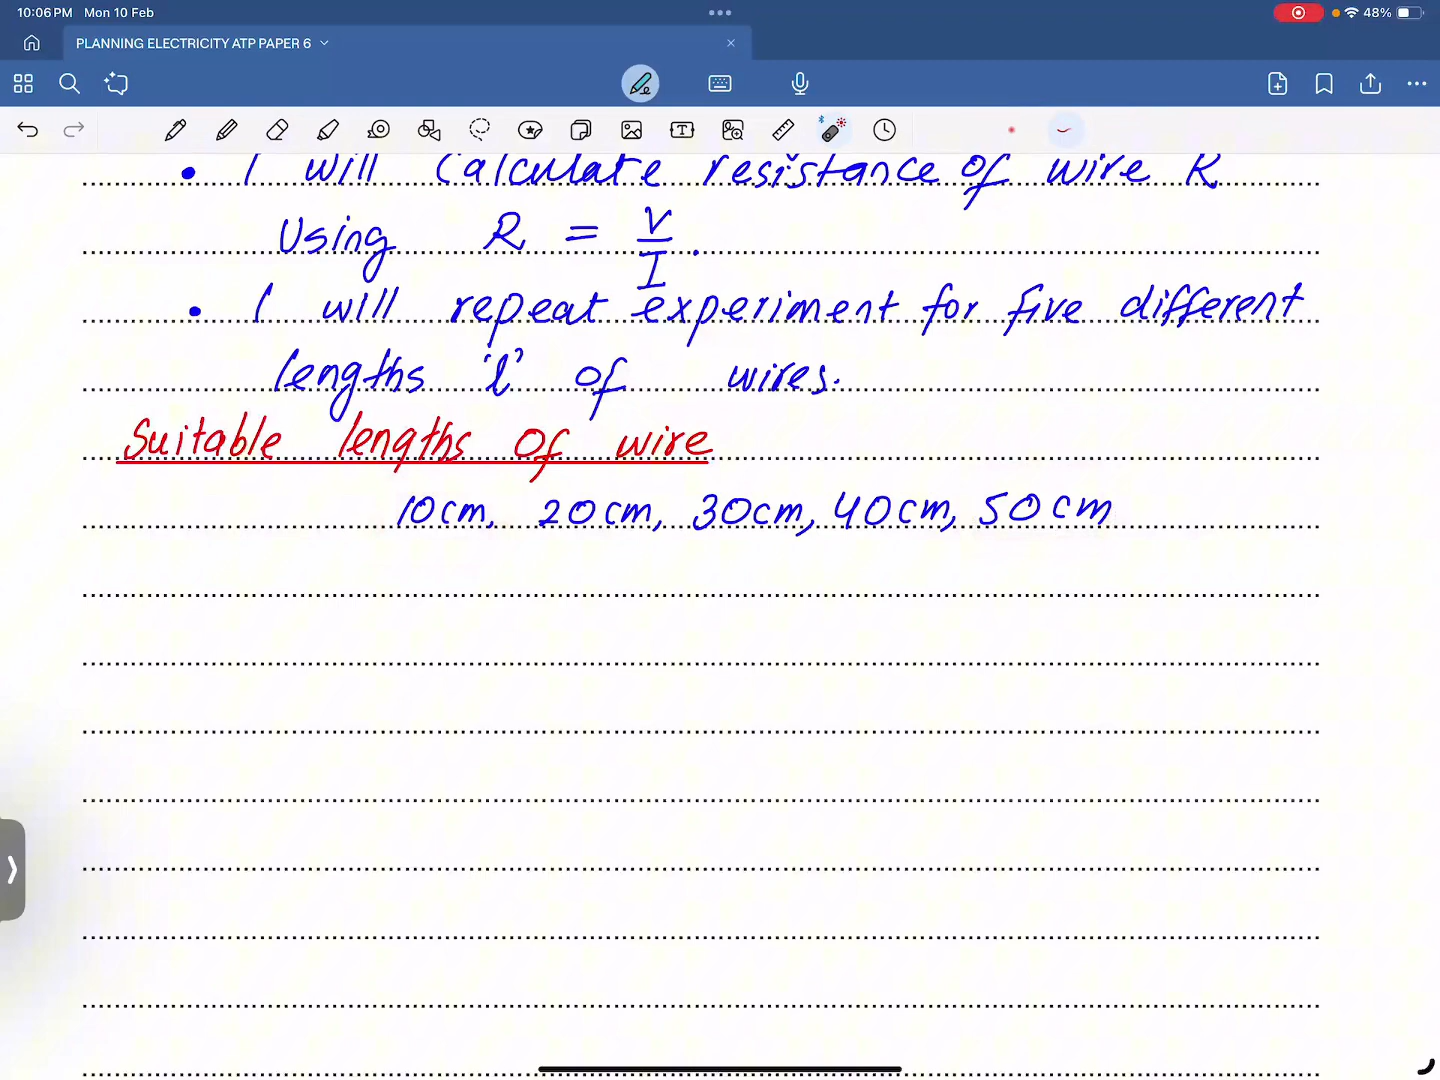 10:06 PM Mon 10 Feb
48%
PLANNING ELECTRICITY ATP PAPER 6
• I will Calculate resistance of wire R
Using R = V/I.
• I will repeat experiment for five different
lengths 'l' of wires.
Suitable lengths of wire
10cm, 20cm, 30cm, 40cm, 50cm